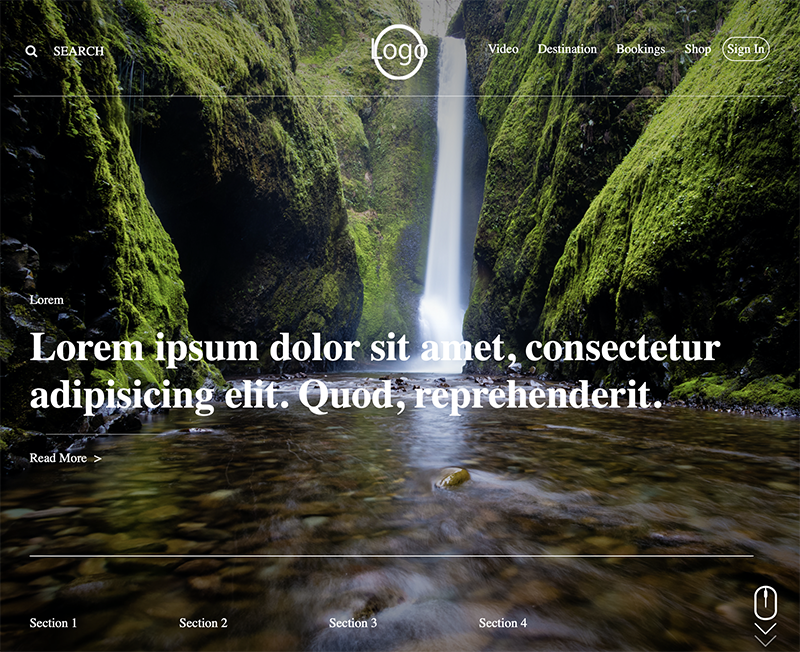 SEARCH
Logo
Video Destination Bookings Shop Sign In
Lorem
Lorem ipsum dolor sit amet, consectetur
adipisicing elit. Quod, reprehenderit.
Read More >
Section 1 Section 2 Section 3 Section 4